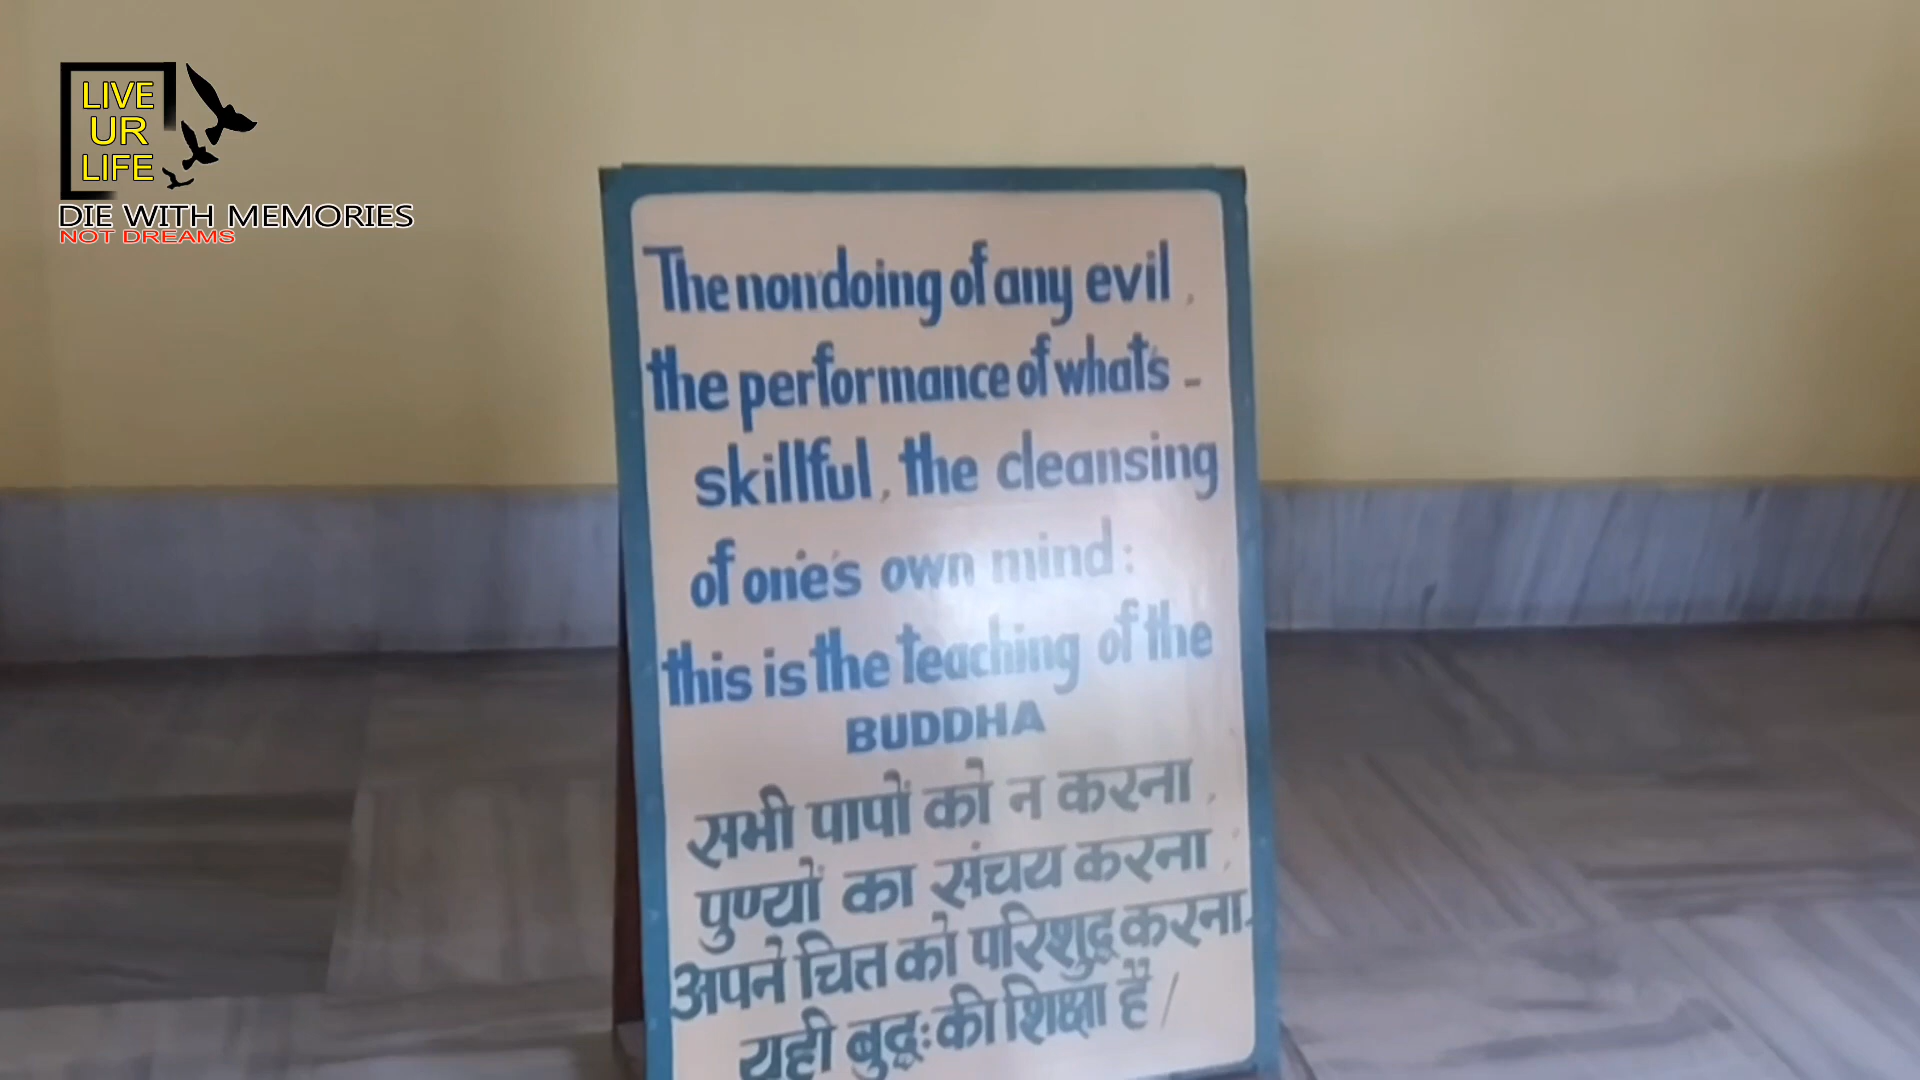 LIVE
UR
LIFE
DIE WITH MEMORIES
NOT DREAMS
The nondoing of any evil,
the performance of what's -
skillful, the cleansing
of one's own mind:
this is the teaching of the
BUDDHA
सभी पापों को न करना,
पुण्यों का संचय करना,
अपने चित को परिशुद्ध करना,
यही बुद्ध:की शिक्षा है /